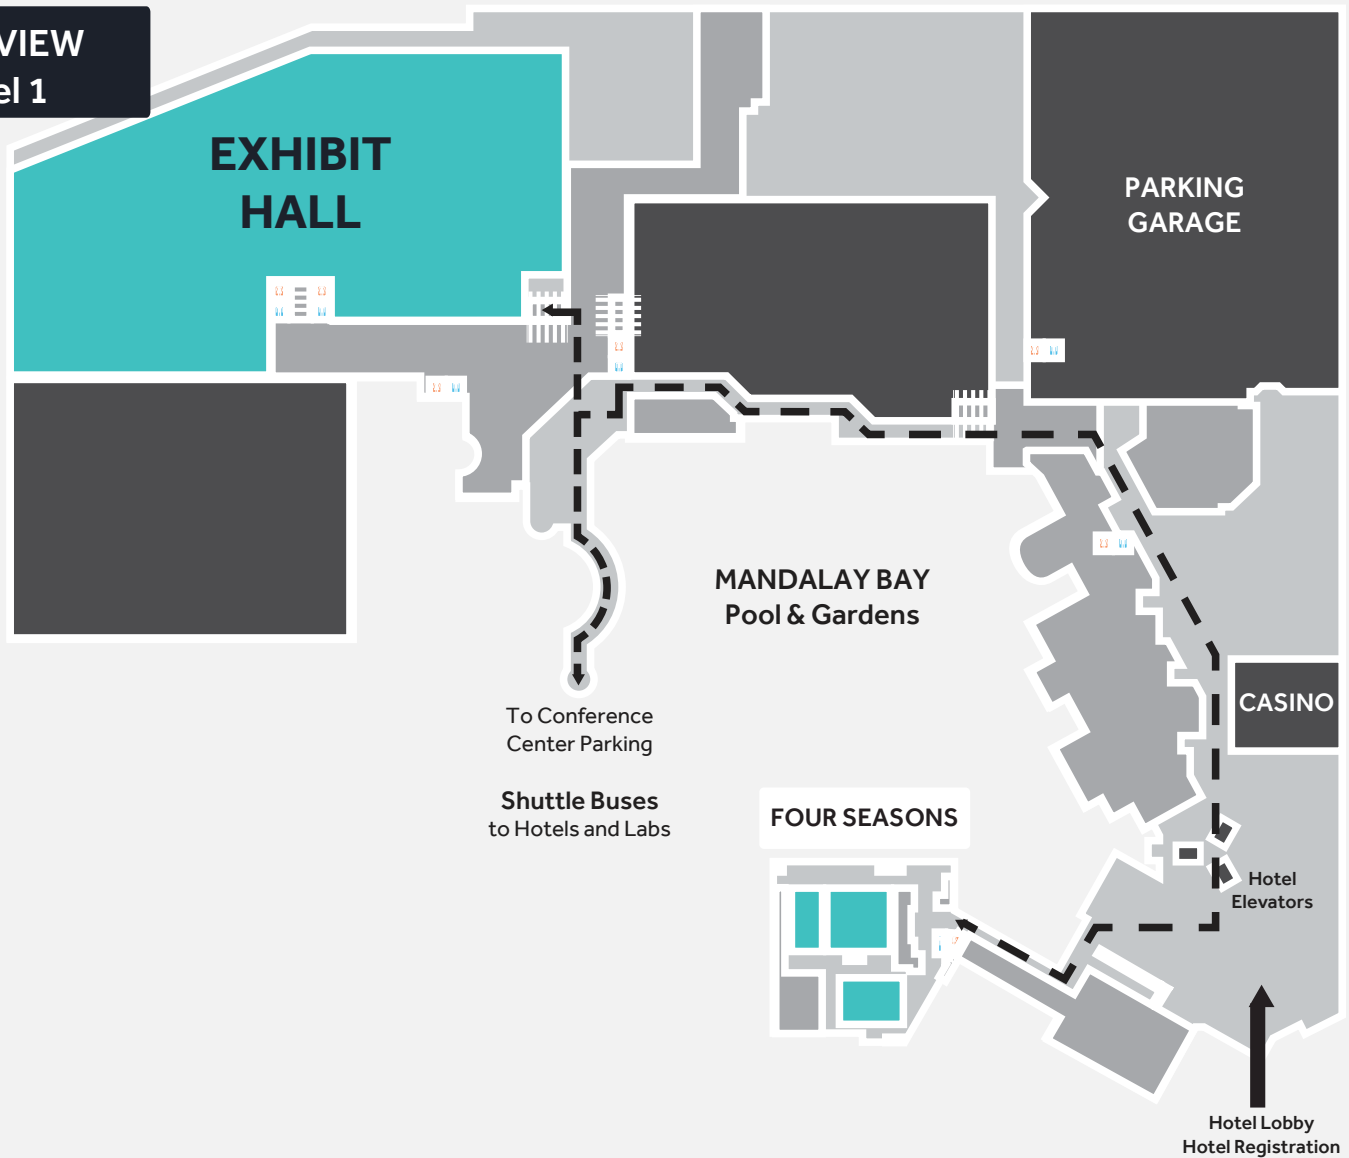 VIEW
el 1
EXHIBIT
HALL
PARKING
GARAGE
MANDALAY BAY
Pool & Gardens
CASINO
To Conference
Center Parking
Shuttle Buses
to Hotels and Labs
FOUR SEASONS
Hotel
Elevators
Hotel Lobby
Hotel Registration